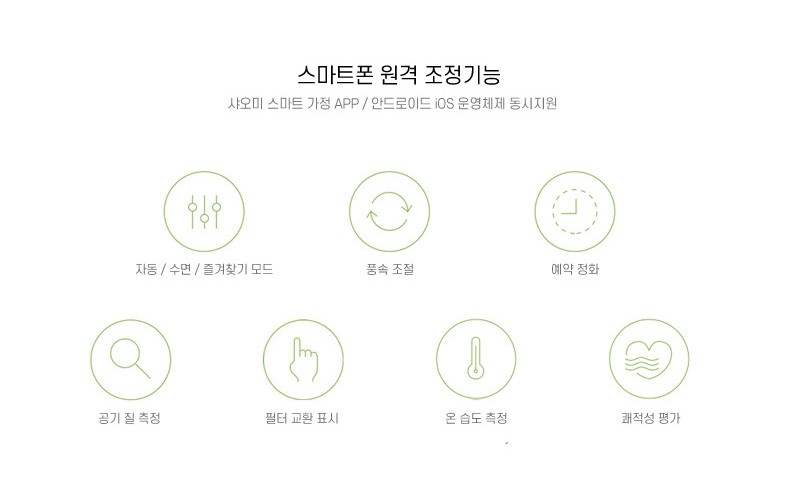 스마트폰 원격 조정기능
샤오미 스마트 가정 APP / 안드로이드 iOS 운영체제 동시지원
자동 / 수면 / 즐겨찾기 모드
풍속 조절
예약 정화
공기 질 측정
필터 교환 표시
온 습도 측정
쾌적성 평가